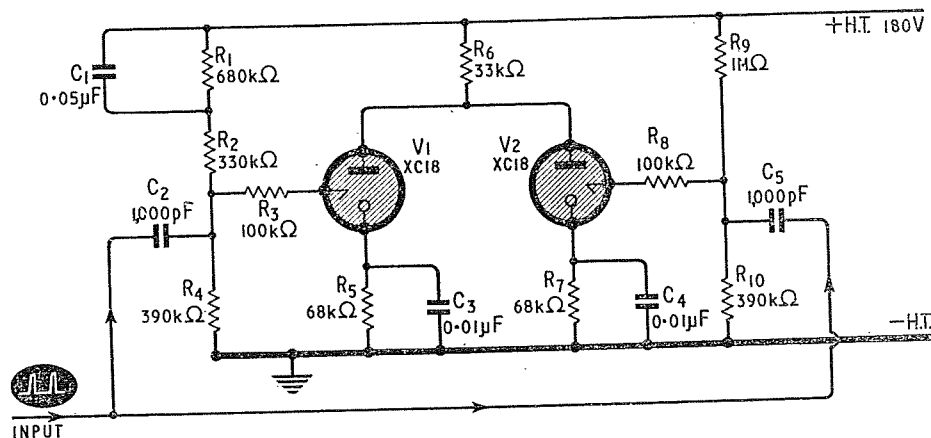 +H.T. 180V
R1
680kΩ
C1
0·05μF
R6
33kΩ
R9
1MΩ
R2
330kΩ
V1
XC18
V2
XC18
R8
100kΩ
C2
1,000pF
R3
100kΩ
C5
1,000pF
R4
390kΩ
R5
68kΩ
C3
0·01μF
R7
68kΩ
C4
0·01μF
R10
390kΩ
−H.T.
INPUT